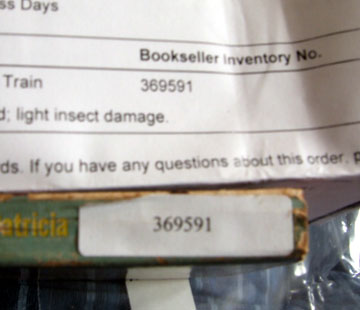 ss Days
Bookseller Inventory No.
Train 369591
d; light insect damage.
ds. If you have any questions about this order, p
atricia 369591